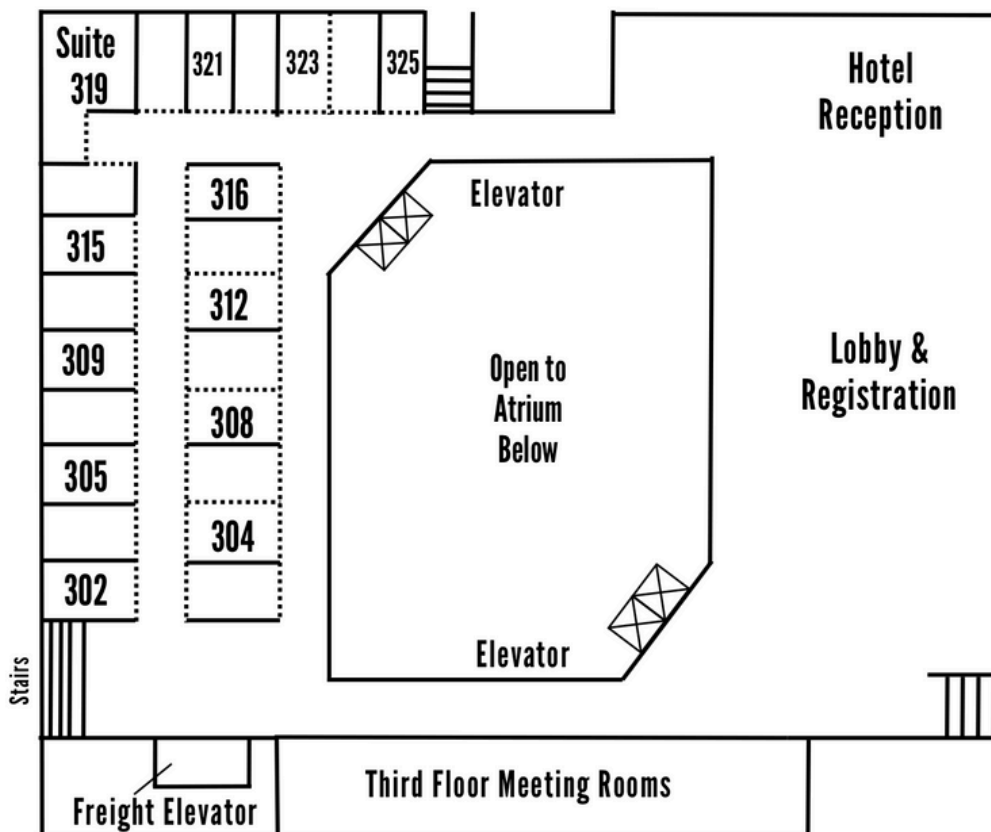 Suite
319
321
323
325
Hotel
Reception
316
Elevator
315
312
309
Open to
Atrium
Below
Lobby &
Registration
308
305
304
302
Elevator
Stairs
Third Floor Meeting Rooms
Freight Elevator